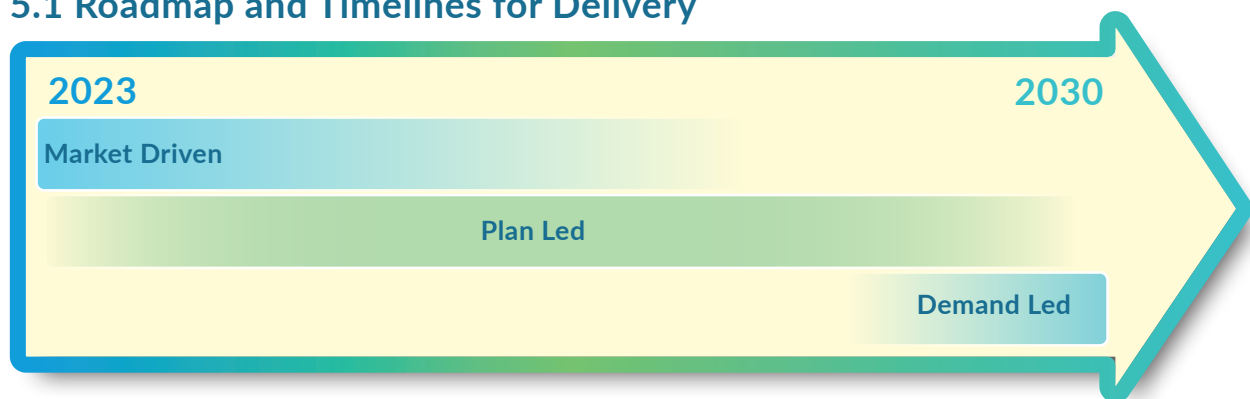 5.1 Roadmap and Timelines for Delivery
2023
2030
Market Driven
Plan Led
Demand Led